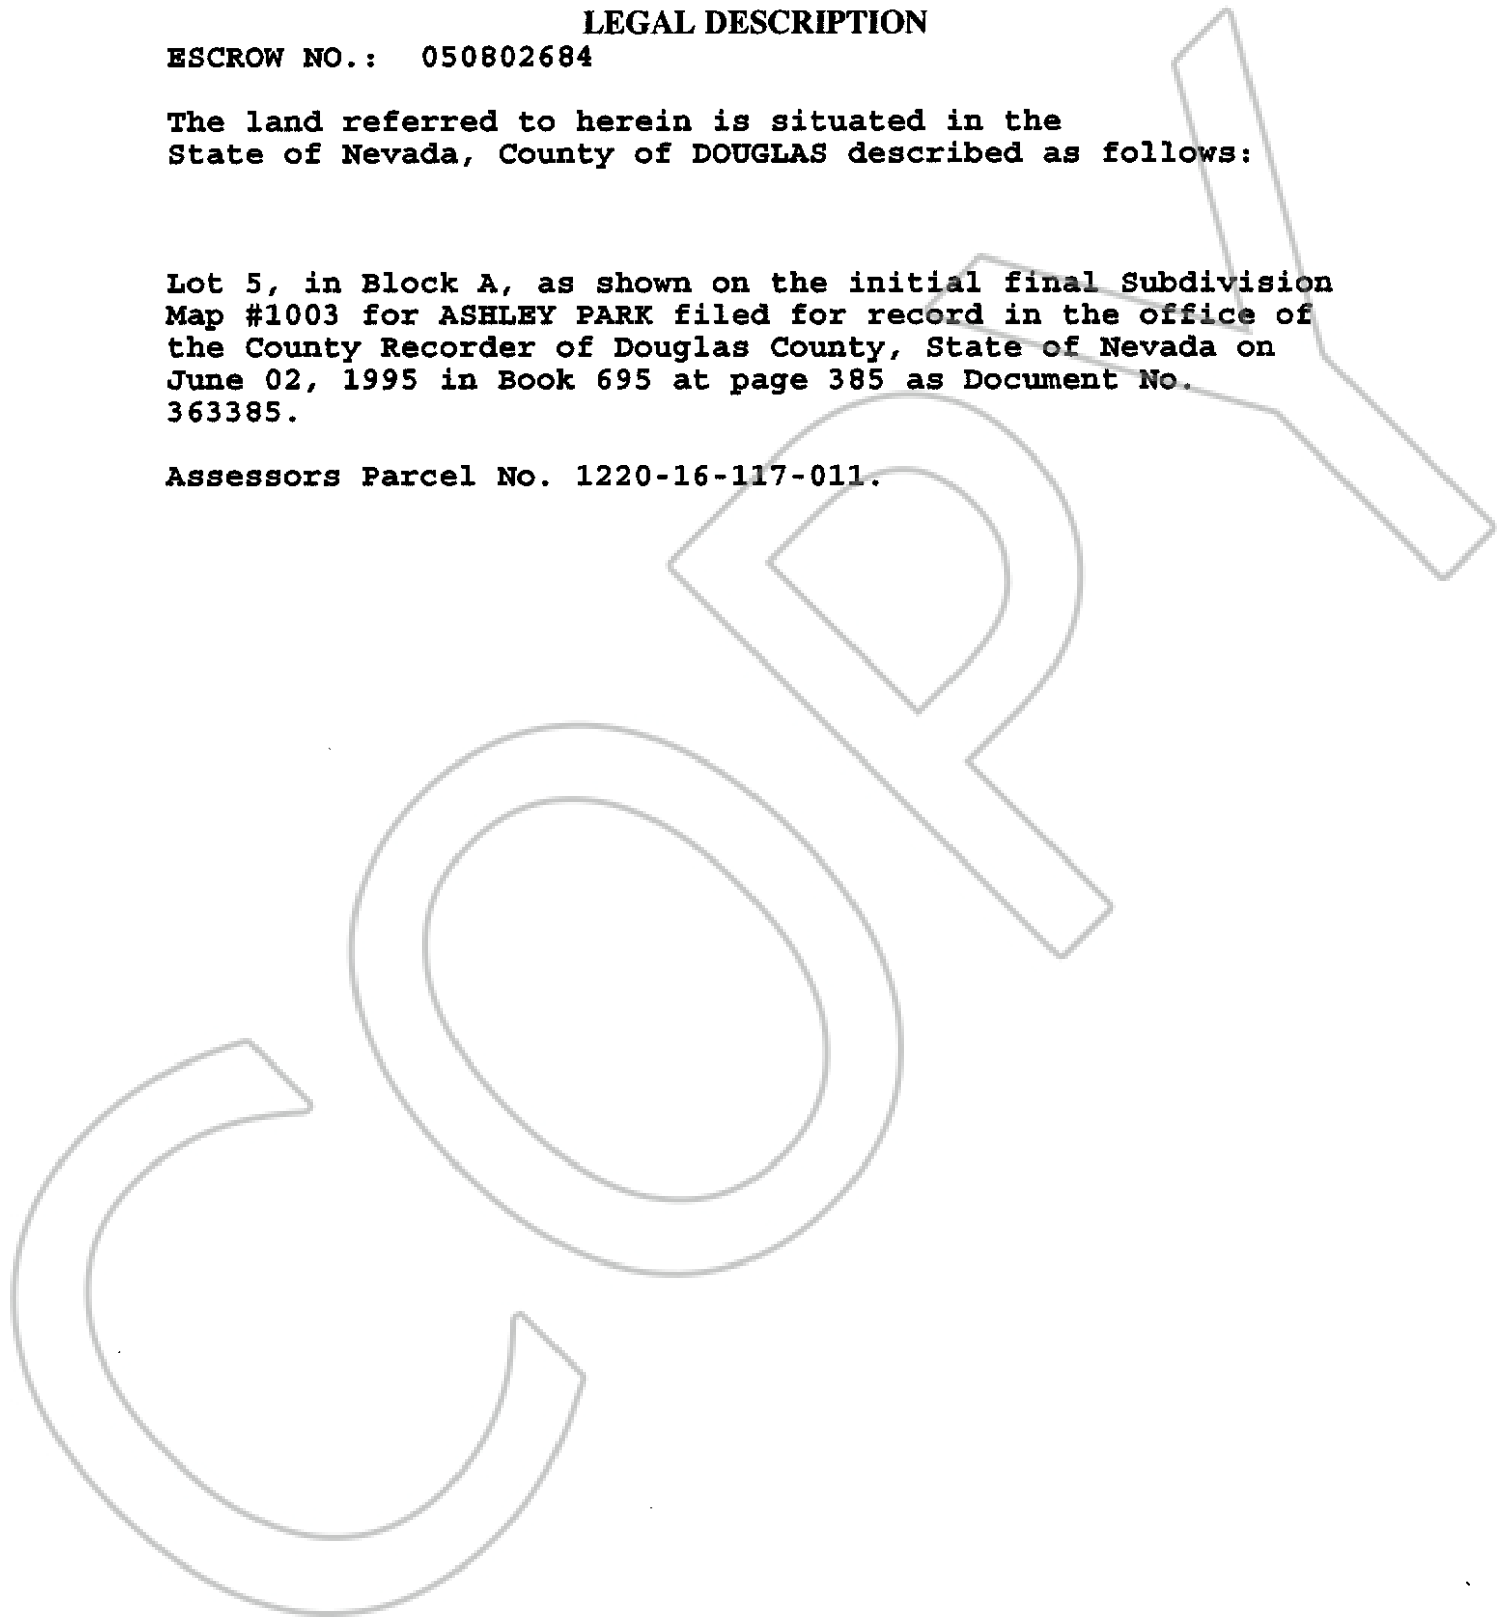 LEGAL DESCRIPTION
ESCROW NO.: 050802684
The land referred to herein is situated in the
State of Nevada, County of DOUGLAS described as follows:
Lot 5, in Block A, as shown on the initial final Subdivision
Map #1003 for ASHLEY PARK filed for record in the office of
the County Recorder of Douglas County, State of Nevada on
June 02, 1995 in Book 695 at page 385 as Document No.
363385.
Assessors Parcel No. 1220-16-117-011.
COPY